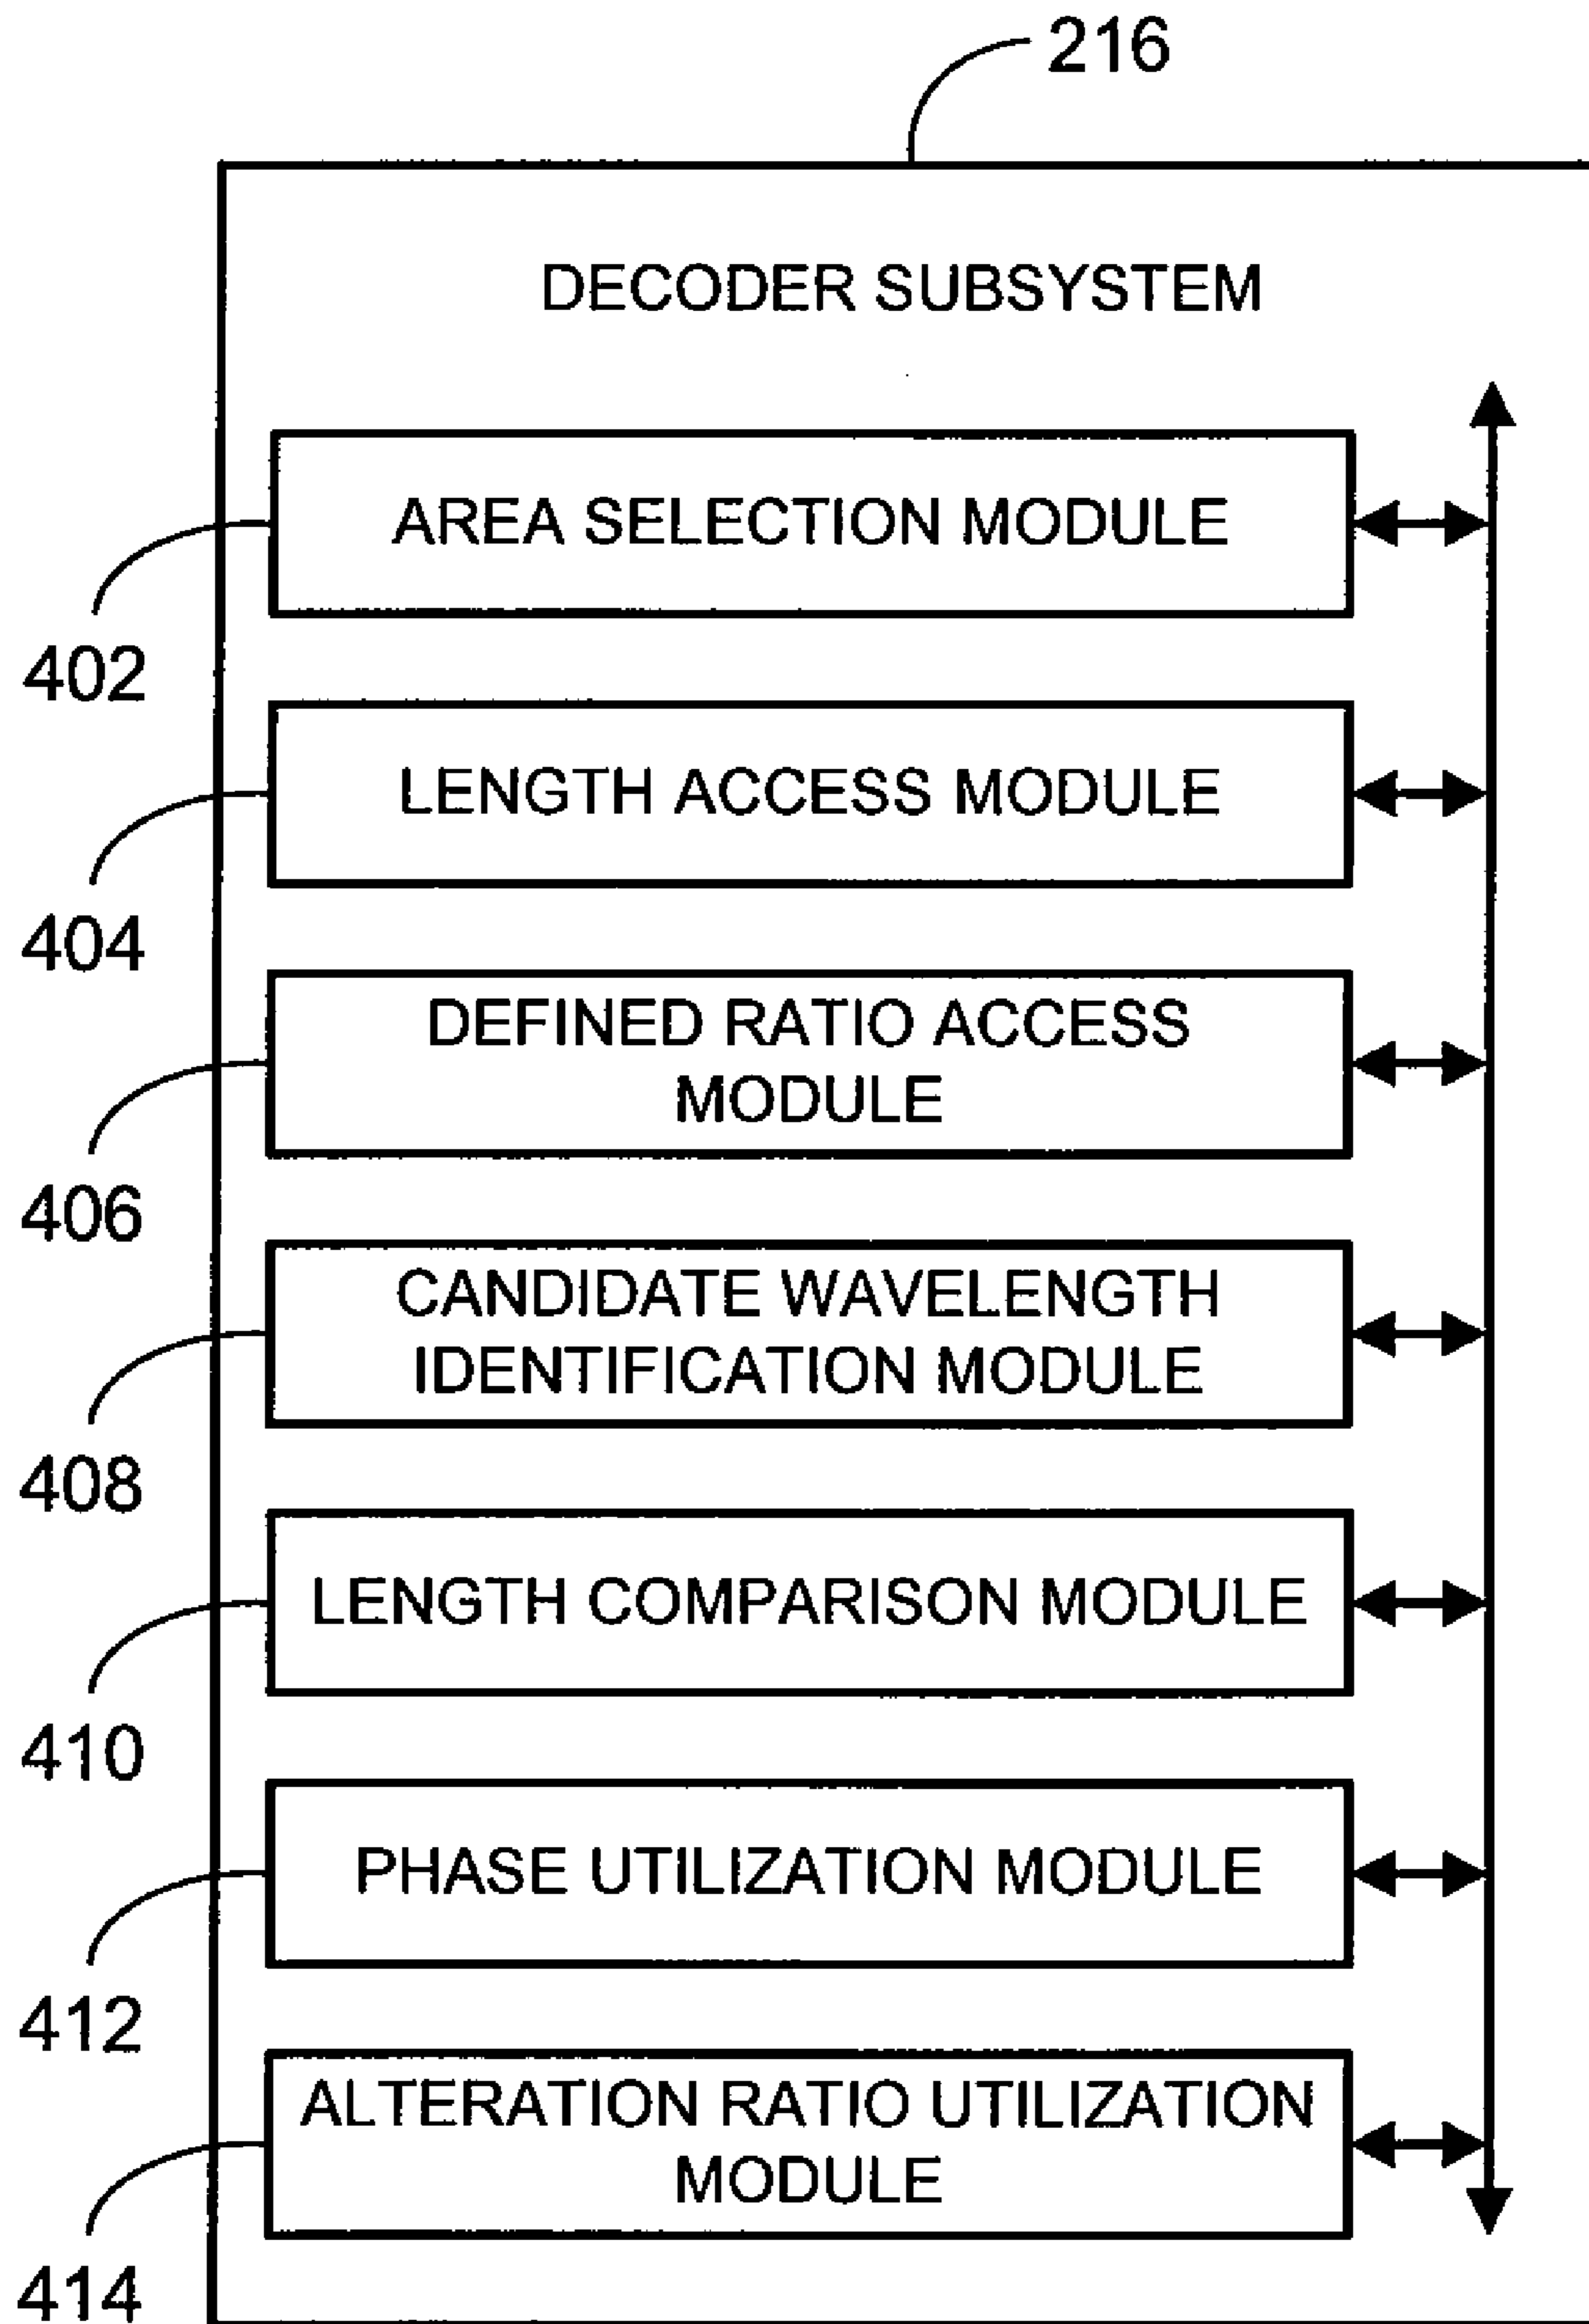 216
DECODER SUBSYSTEM
AREA SELECTION MODULE
402
LENGTH ACCESS MODULE
404
DEFINED RATIO ACCESS
MODULE
406
CANDIDATE WAVELENGTH
IDENTIFICATION MODULE
408
LENGTH COMPARISON MODULE
410
PHASE UTILIZATION MODULE
412
ALTERATION RATIO UTILIZATION
MODULE
414